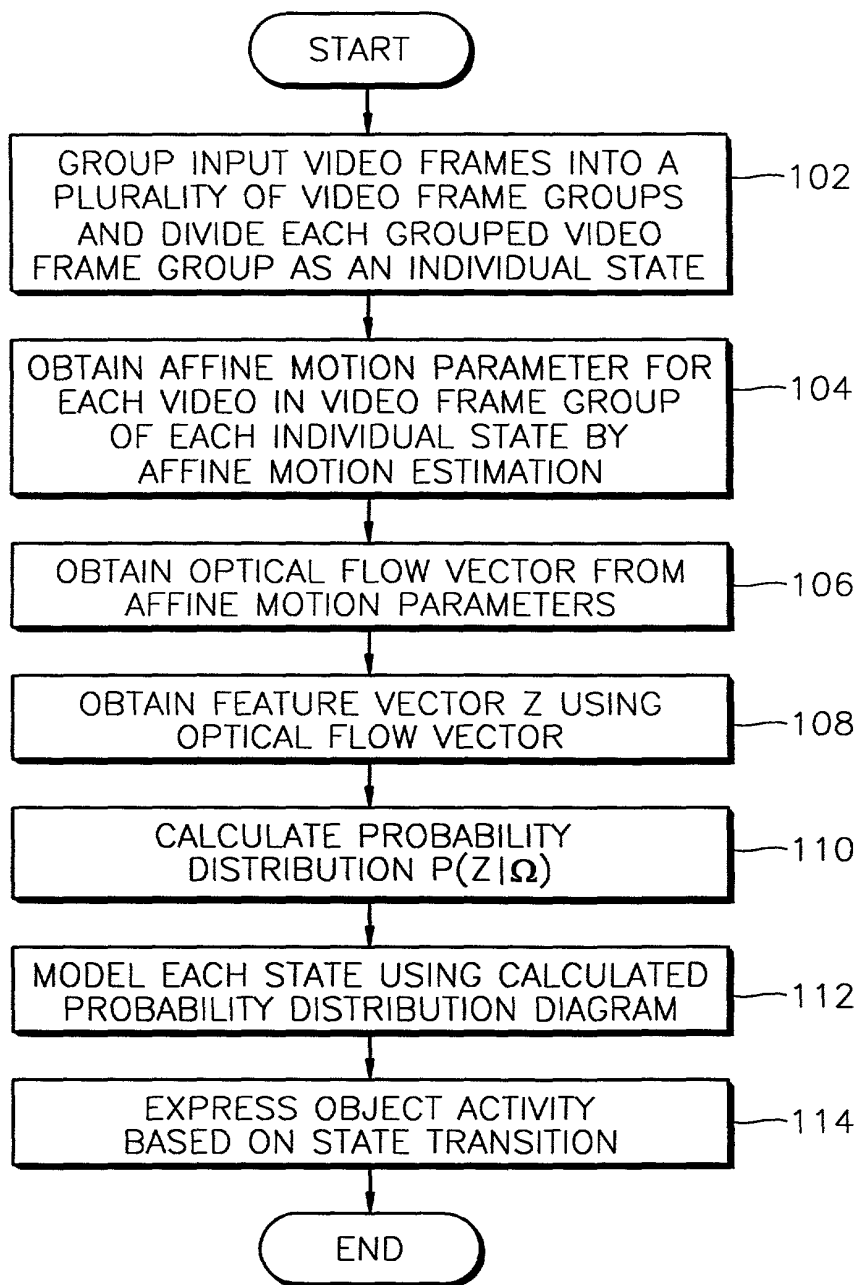 START
GROUP INPUT VIDEO FRAMES INTO A
PLURALITY OF VIDEO FRAME GROUPS
AND DIVIDE EACH GROUPED VIDEO
FRAME GROUP AS AN INDIVIDUAL STATE
102
OBTAIN AFFINE MOTION PARAMETER FOR
EACH VIDEO IN VIDEO FRAME GROUP
OF EACH INDIVIDUAL STATE BY
AFFINE MOTION ESTIMATION
104
OBTAIN OPTICAL FLOW VECTOR FROM
AFFINE MOTION PARAMETERS
106
OBTAIN FEATURE VECTOR Z USING
OPTICAL FLOW VECTOR
108
CALCULATE PROBABILITY
DISTRIBUTION P(Z|Ω)
110
MODEL EACH STATE USING CALCULATED
PROBABILITY DISTRIBUTION DIAGRAM
112
EXPRESS OBJECT ACTIVITY
BASED ON STATE TRANSITION
114
END